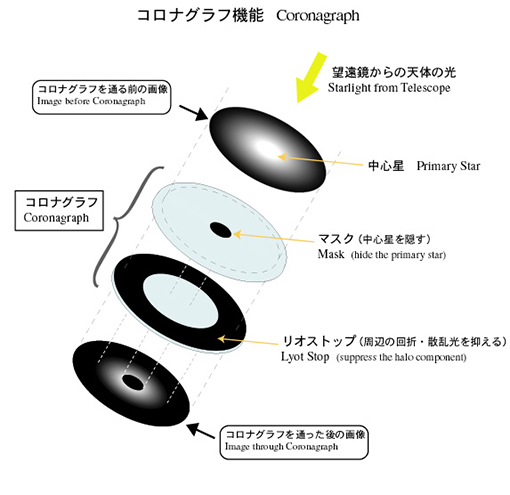 コロナグラフ機能 Coronagraph
望遠鏡からの天体の光
Starlight from Telescope
コロナグラフを通る前の画像
Image before Coronagraph
中心星 Primary Star
コロナグラフ
Coronagraph
マスク（中心星を隠す）
Mask (hide the primary star)
リオストップ（周辺の回折・散乱光を抑える）
Lyot Stop (suppress the halo component)
コロナグラフを通った後の画像
Image through Coronagraph